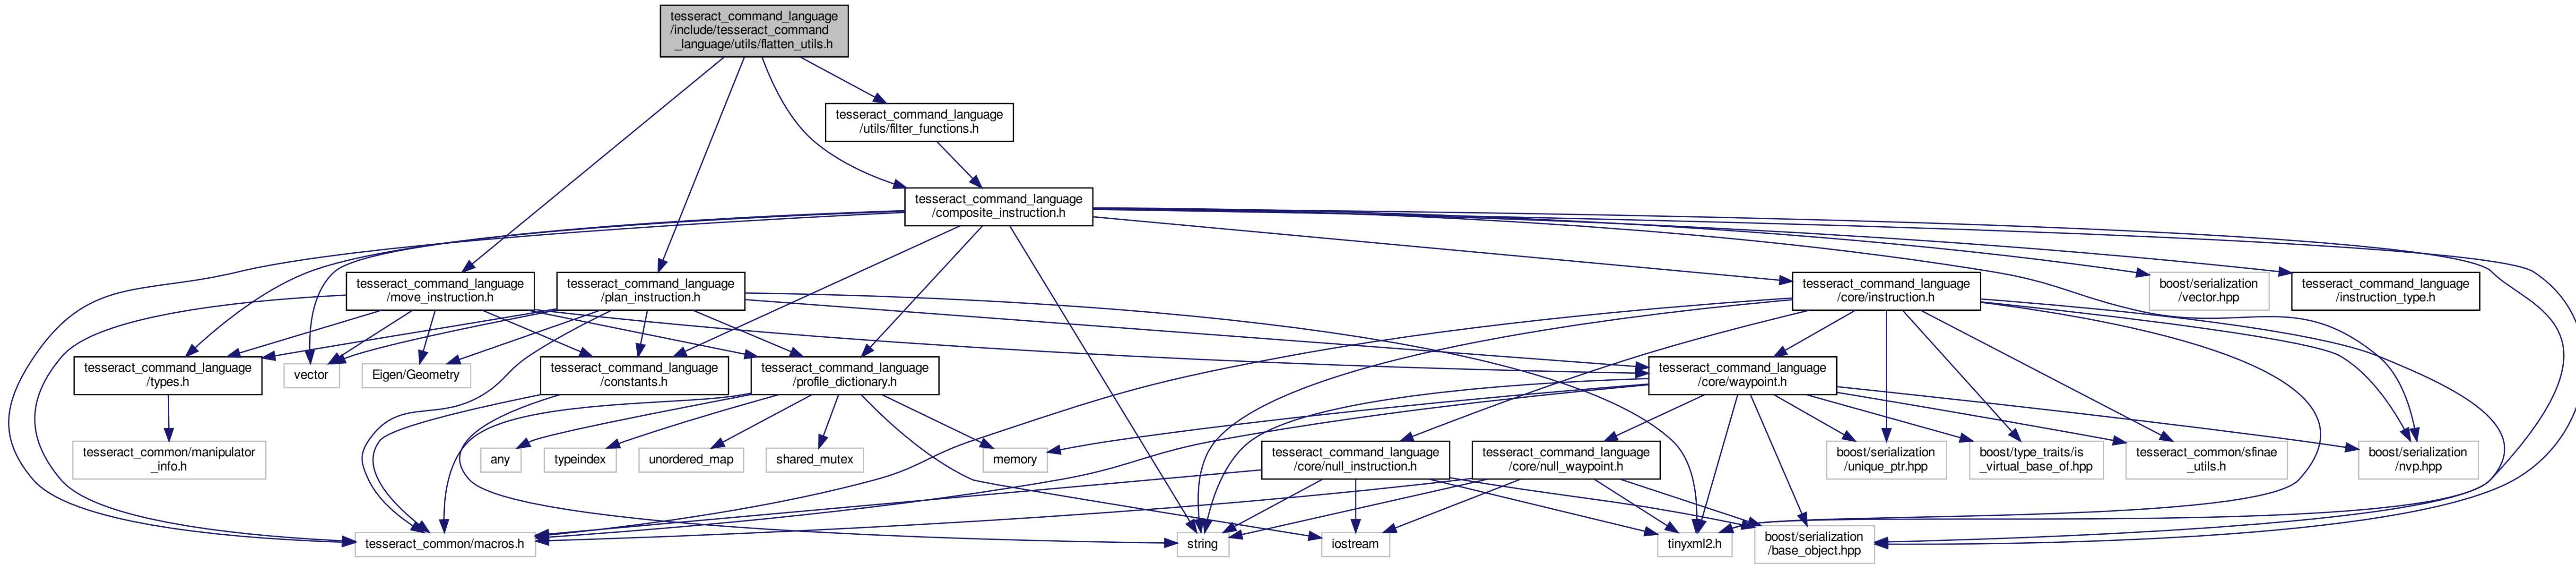 tesseract_command_language
/include/tesseract_command
_language/utils/flatten_utils.h
tesseract_command_language
/utils/filter_functions.h
tesseract_command_language
/composite_instruction.h
tesseract_command_language
/move_instruction.h
tesseract_command_language
/plan_instruction.h
tesseract_command_language
/core/instruction.h
boost/serialization
/vector.hpp
tesseract_command_language
/instruction_type.h
tesseract_command_language
/types.h
vector
Eigen/Geometry
tesseract_command_language
/constants.h
tesseract_command_language
/profile_dictionary.h
tesseract_command_language
/core/waypoint.h
tesseract_common/manipulator
_info.h
any
typeindex
unordered_map
shared_mutex
memory
tesseract_command_language
/core/null_instruction.h
tesseract_command_language
/core/null_waypoint.h
boost/serialization
/unique_ptr.hpp
boost/type_traits/is
_virtual_base_of.hpp
tesseract_common/sfinae
_utils.h
boost/serialization
/nvp.hpp
tesseract_common/macros.h
string
iostream
tinyxml2.h
boost/serialization
/base_object.hpp